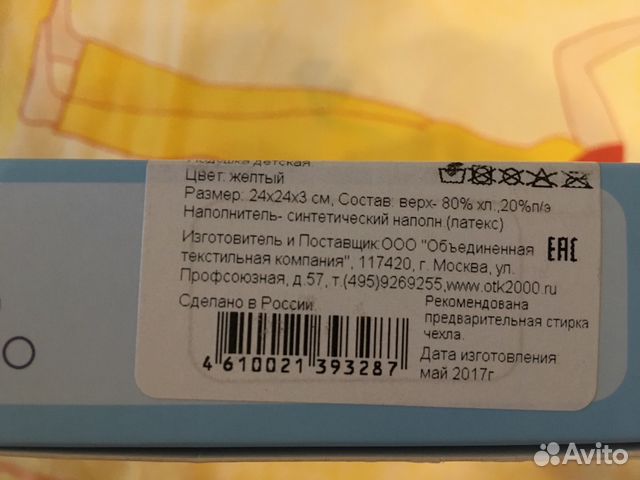 детская
Цвет: желтый
Размер: 24х24х3 см, Состав: верх- 80% хл.,20%п/э
Наполнитель- синтетический наполн (латекс)
Изготовитель и Поставщик:ООО "Объединенная
текстильная компания", 117420, г. Москва, ул.
Профсоюзная, д.57, т.(495)9269255,www.otk2000.ru
EAC
Сделано в России.
Рекомендована
предварительная стирка
чехла.
Дата изготовления
май 2017г
4 610021 393287
О
Avito